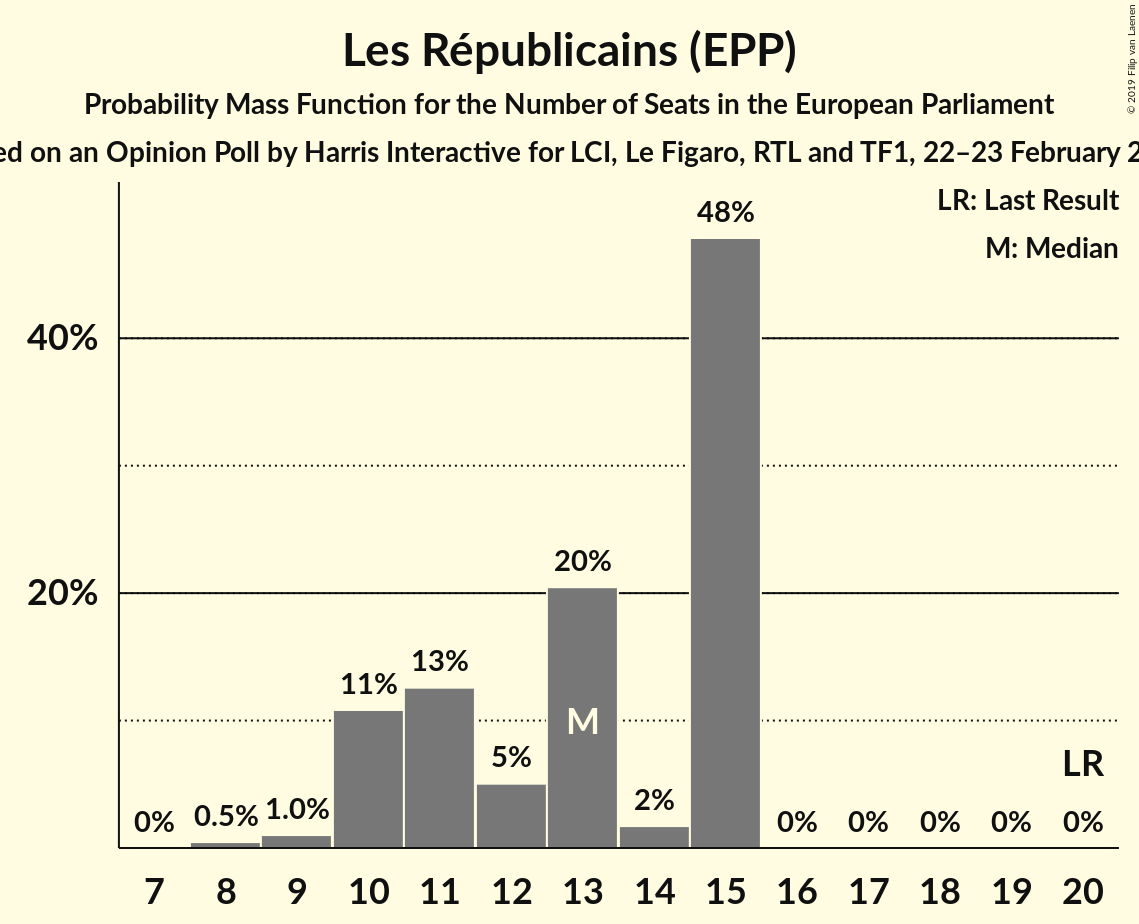 © 2019 Filip van Laenen
Les Républicains (EPP)
Probability Mass Function for the Number of Seats in the European Parliament
ed on an Opinion Poll by Harris Interactive for LCI, Le Figaro, RTL and TF1, 22–23 February 2
LR: Last Result
M: Median
48%
40%
20%
20%
13%
11%
M
5%
LR
2%
1.0%
0.5%
0% 0% 0% 0% 0% 0%
7 8 9 10 11 12 13 14 15 16 17 18 19 20